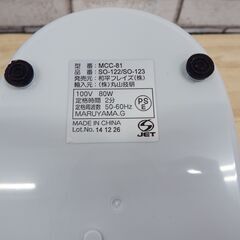 型 番：MCC-81
品 番：SO-122/SO-123
発売元：和平フレイズ(株)
輸入元：(株)丸山技研
100V 80W
定格時間 2分
定格周波数 50-60Hz
MARUYAMA.G
MADE IN CHINA
Lot.No. 14 12 26
PS
E
JET